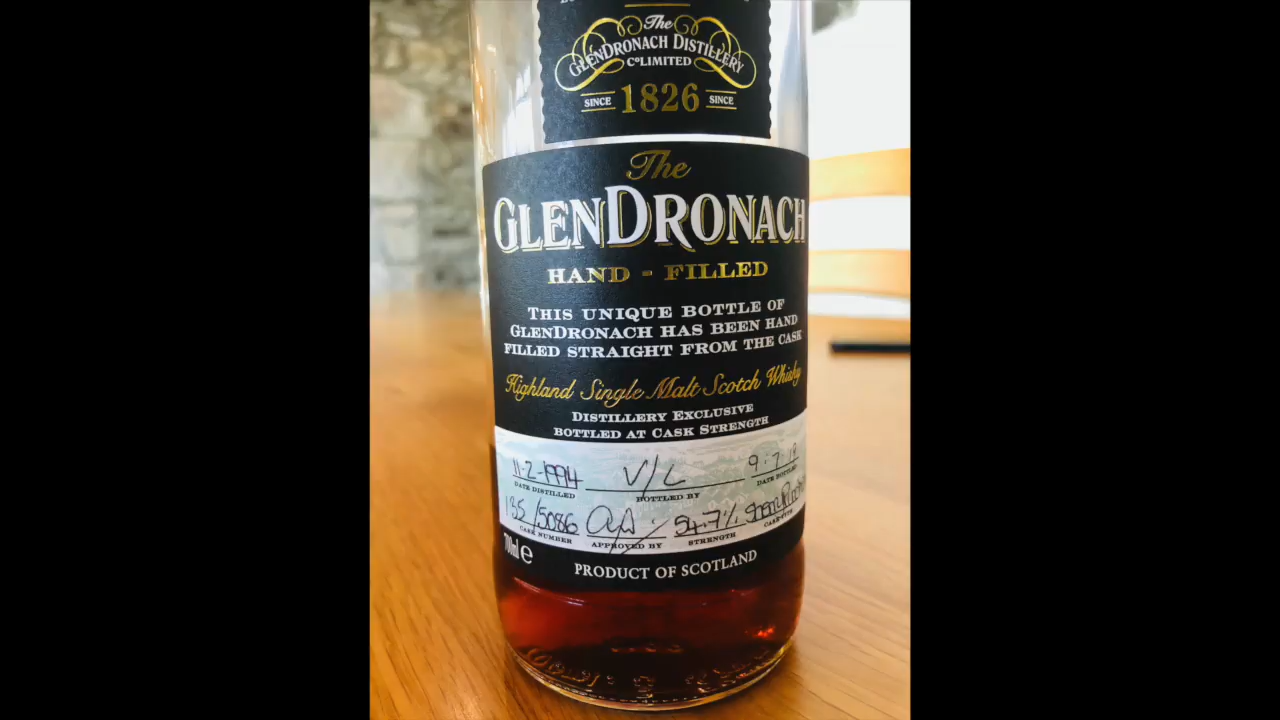 The
GLENDRONACH DISTILLERY
Co LIMITED
SINCE 1826 SINCE
The
GLENDRONACH
HAND - FILLED
THIS UNIQUE BOTTLE OF
GLENDRONACH HAS BEEN HAND
FILLED STRAIGHT FROM THE CASK
Highland Single Malt Scotch Whisky
DISTILLERY EXCLUSIVE
BOTTLED AT CASK STRENGTH
11-2-1994 V/L 9.7.19
DATE DISTILLED BOTTLED BY DATE BOTTLED
135/5086 54.7%
CASK NUMBER APPROVED BY STRENGTH CASK TYPE
700ml e
PRODUCT OF SCOTLAND